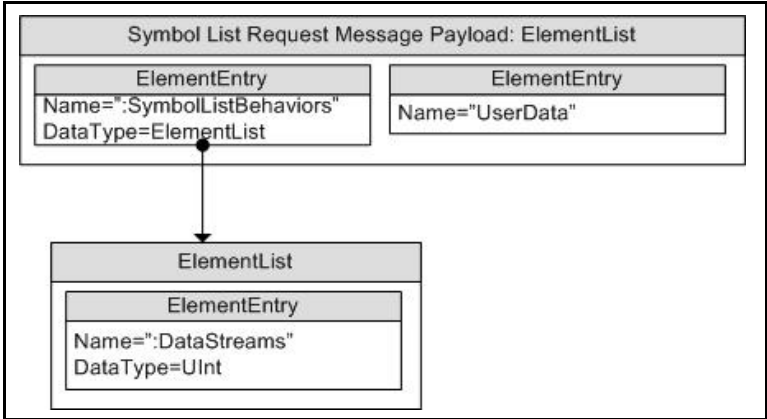 Symbol List Request Message Payload: ElementList
ElementEntry
Name=":SymbolListBehaviors"
DataType=ElementList
ElementEntry
Name="UserData"
ElementList
ElementEntry
Name=":DataStreams"
DataType=UInt